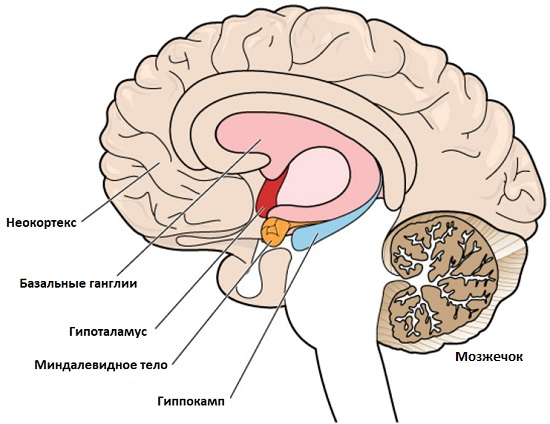 Неокортекс
Базальные ганглии
Гипоталамус
Миндалевидное тело
Мозжечок
Гиппокамп